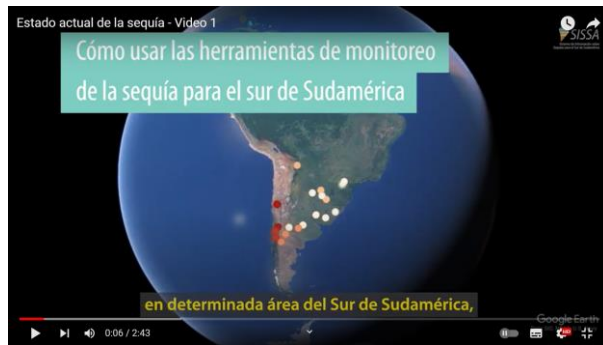 Estado actual de la sequía - Video 1
SISSA
Cómo usar las herramientas de monitoreo
de la sequía para el sur de Sudamérica
en determinada área del Sur de Sudamérica,
Google Earth
0:06 / 2:43